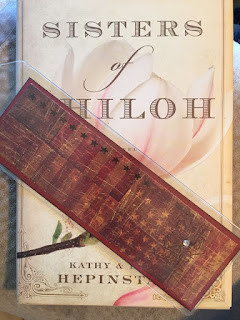 SISTERS
of
HILOH
KATHY &
HEPINST